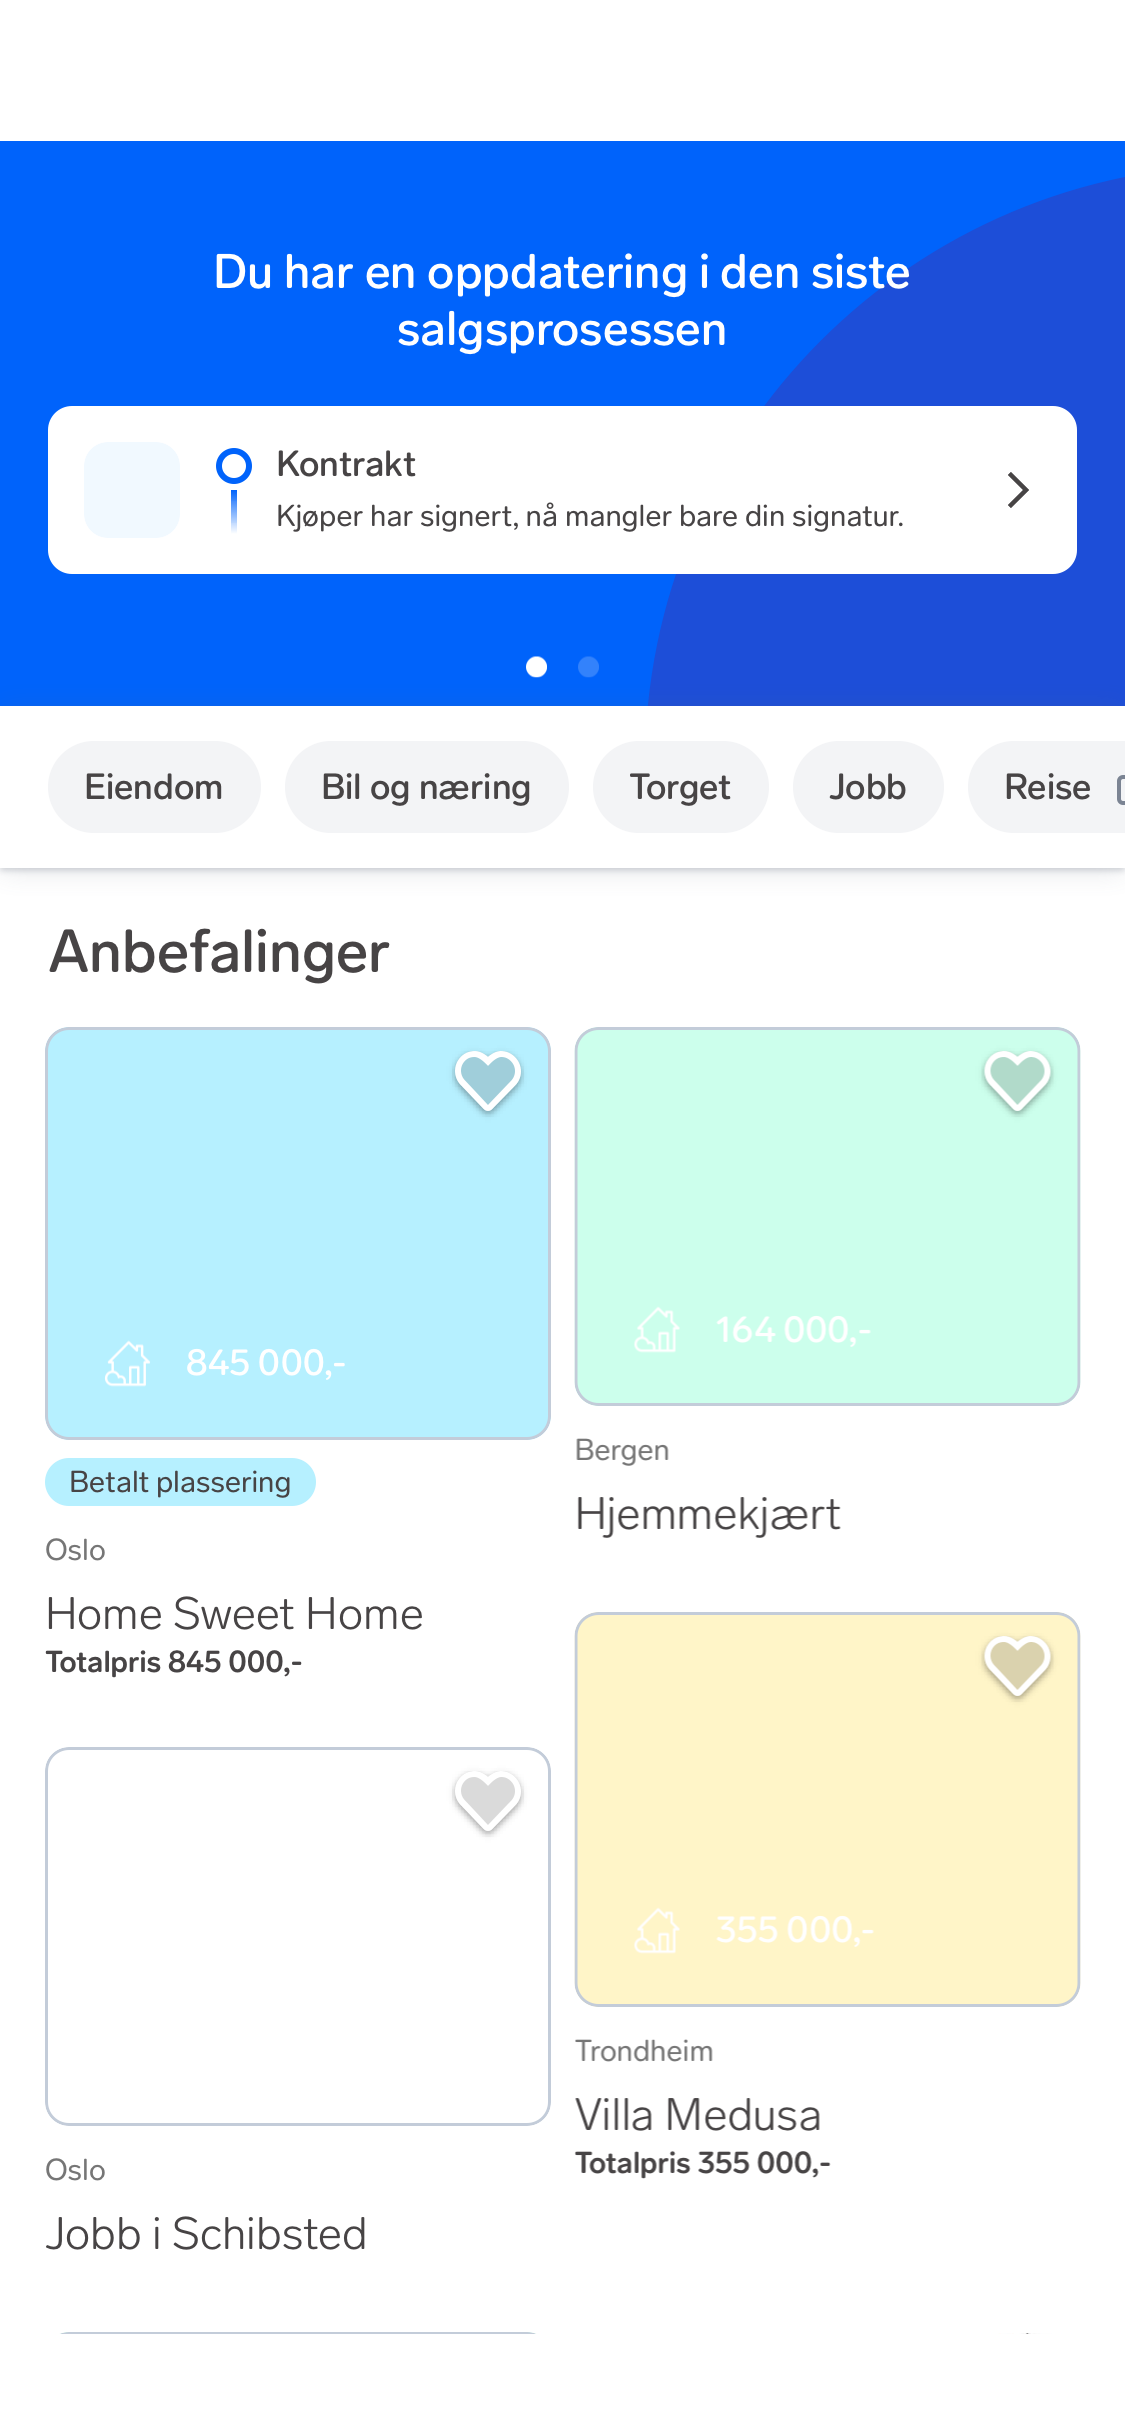 Du har en oppdatering i den siste
salgsprosessen
Kontrakt
Kjøper har signert, nå mangler bare din signatur.
Eiendom
Bil og næring
Torget
Jobb
Reise
Anbefalinger
845 000,-
Betalt plassering
Oslo
Home Sweet Home
Totalpris 845 000,-
164 000,-
Bergen
Hjemmekjært
355 000,-
Trondheim
Villa Medusa
Totalpris 355 000,-
Oslo
Jobb i Schibsted